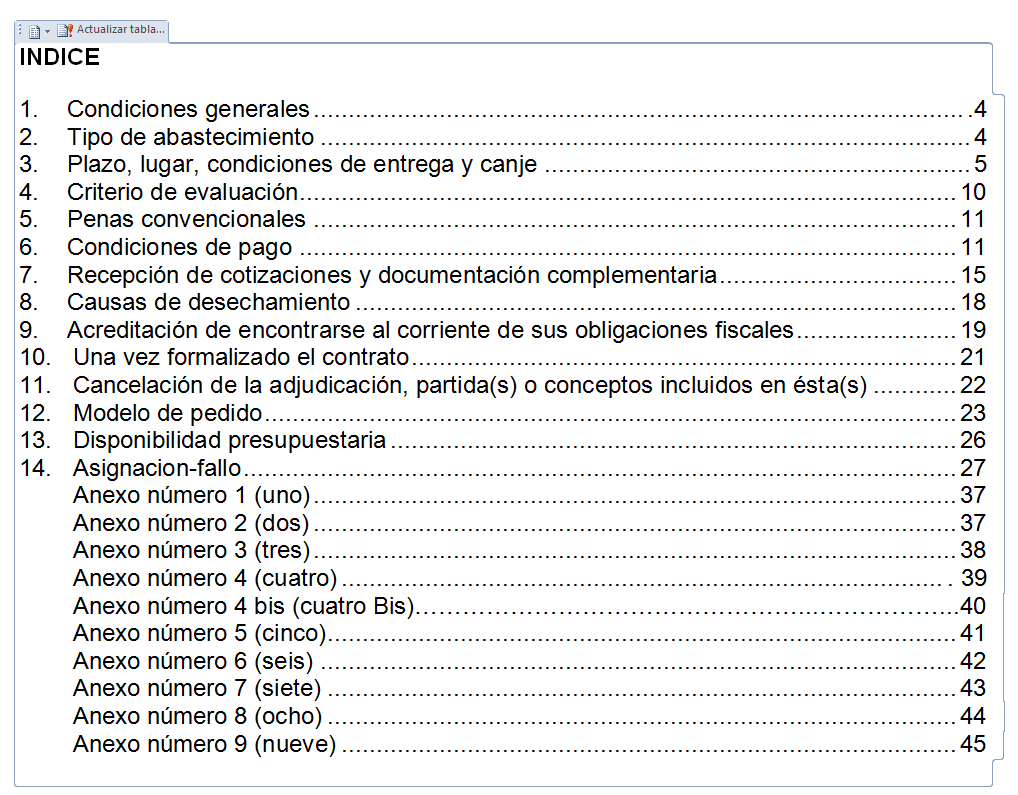 Actualizar tabla...
INDICE
1. Condiciones generales.......................................................................................4
2. Tipo de abastecimiento.......................................................................................4
3. Plazo, lugar, condiciones de entrega y canje.......................................................5
4. Criterio de evaluación.......................................................................................10
5. Penas convencionales.......................................................................................11
6. Condiciones de pago.......................................................................................11
7. Recepción de cotizaciones y documentación complementaria..............................15
8. Causas de desechamiento.................................................................................18
9. Acreditación de encontrarse al corriente de sus obligaciones fiscales...................19
10. Una vez formalizado el contrato.......................................................................21
11. Cancelación de la adjudicación, partida(s) o conceptos incluidos en ésta(s)............22
12. Modelo de pedido.......................................................................................23
13. Disponibilidad presupuestaria..........................................................................26
14. Asignacion-fallo.......................................................................................27
Anexo número 1 (uno).......................................................................................37
Anexo número 2 (dos).......................................................................................37
Anexo número 3 (tres).......................................................................................38
Anexo número 4 (cuatro)................................................................................. . 39
Anexo número 4 bis (cuatro Bis)……………………………………………...………………...40
Anexo número 5 (cinco).......................................................................................41
Anexo número 6 (seis).......................................................................................42
Anexo número 7 (siete).......................................................................................43
Anexo número 8 (ocho).......................................................................................44
Anexo número 9 (nueve).......................................................................................45